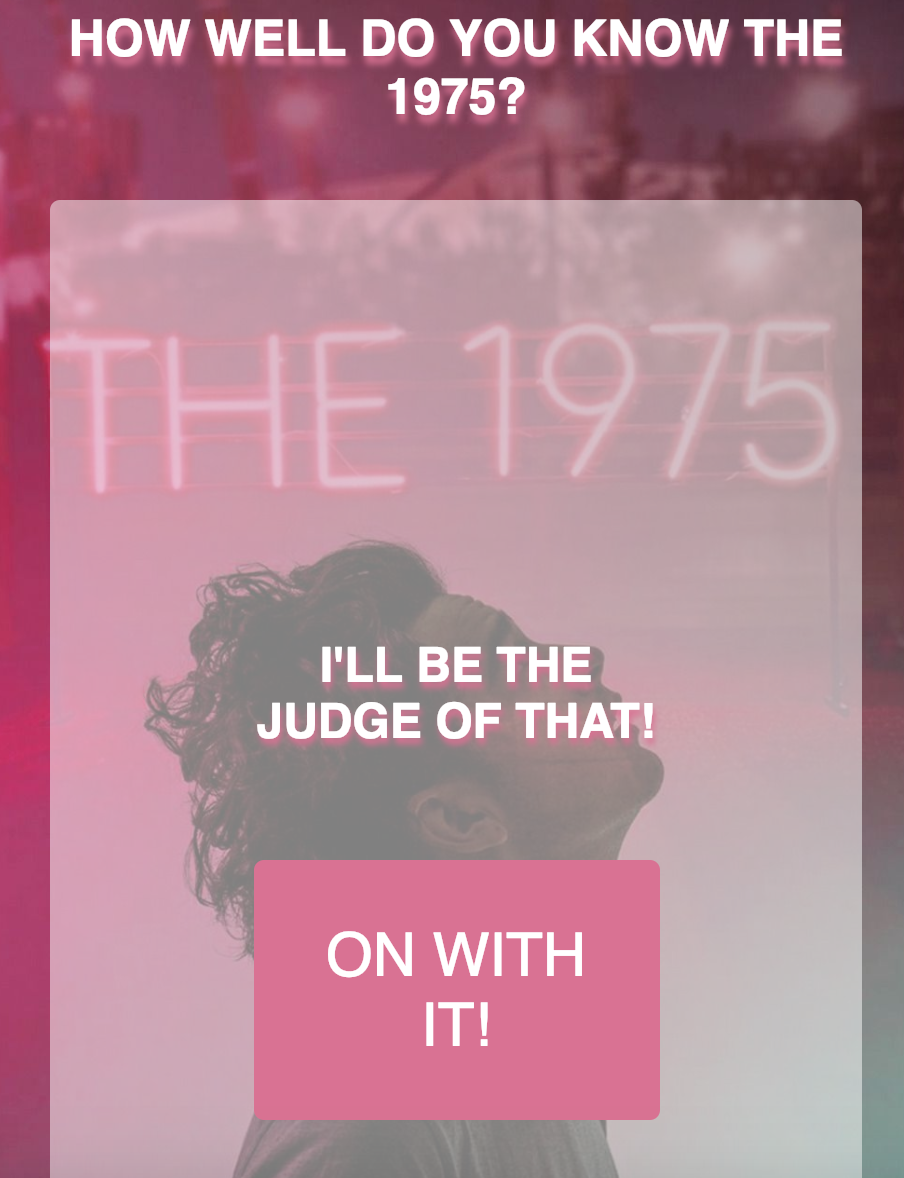 HOW WELL DO YOU KNOW THE
1975?
THE 1975
I'LL BE THE
JUDGE OF THAT!
ON WITH
IT!